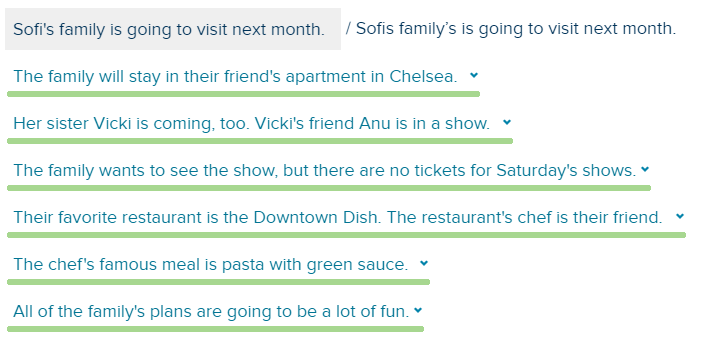 Sofi's family is going to visit next month. / Sofis family’s is going to visit next month.
The family will stay in their friend's apartment in Chelsea.
Her sister Vicki is coming, too. Vicki's friend Anu is in a show.
The family wants to see the show, but there are no tickets for Saturday's shows.
Their favorite restaurant is the Downtown Dish. The restaurant's chef is their friend.
The chef's famous meal is pasta with green sauce.
All of the family's plans are going to be a lot of fun.